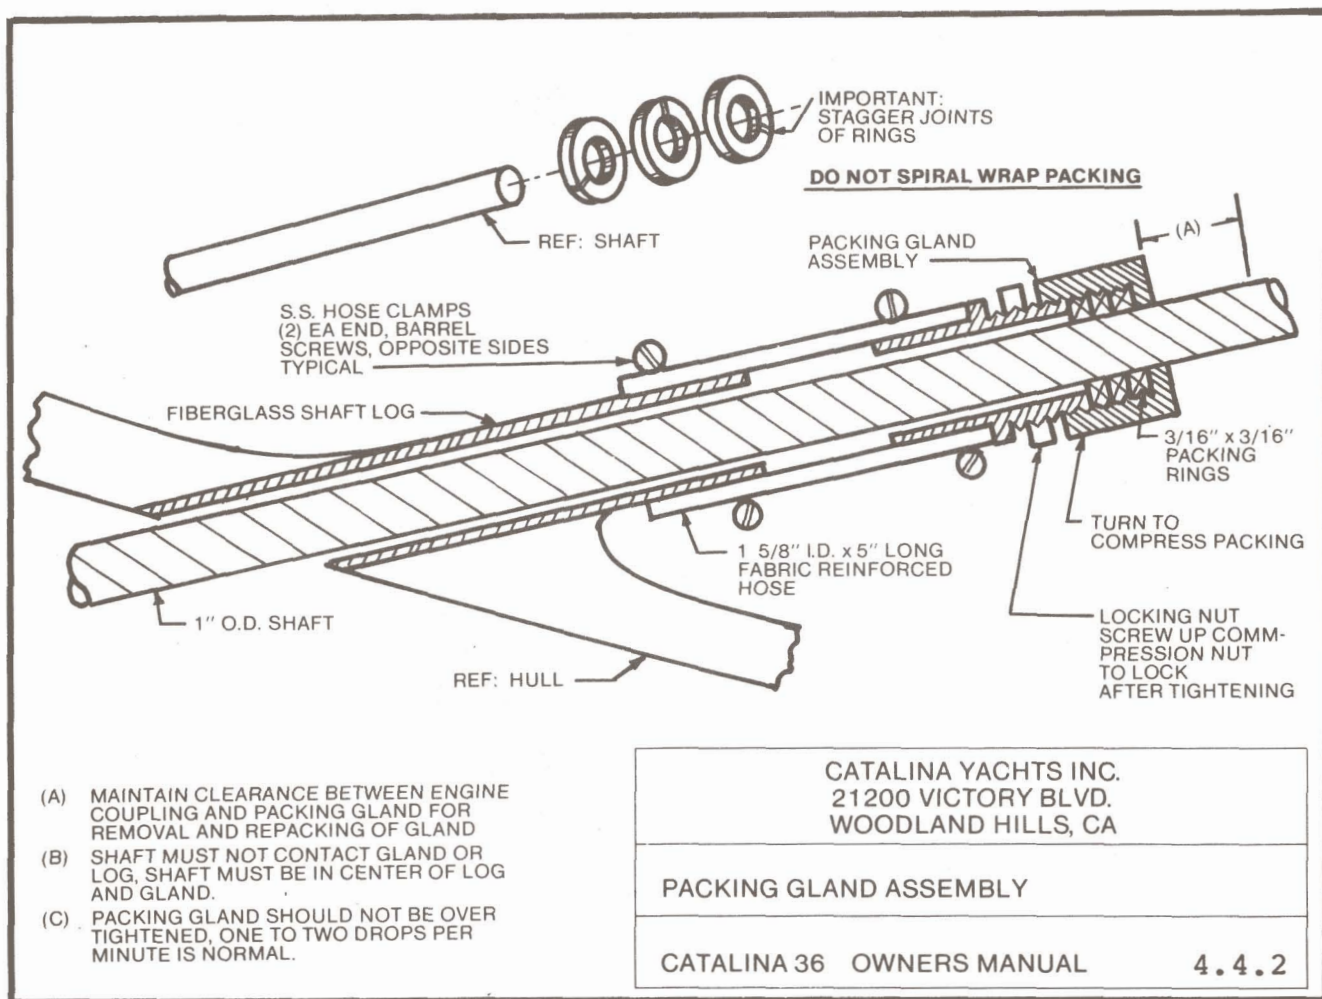 IMPORTANT:
STAGGER JOINTS
OF RINGS
DO NOT SPIRAL WRAP PACKING
REF: SHAFT
PACKING GLAND
ASSEMBLY
(A)
S.S. HOSE CLAMPS
(2) EA END, BARREL
SCREWS, OPPOSITE SIDES
TYPICAL
FIBERGLASS SHAFT LOG
3/16" x 3/16"
PACKING
RINGS
TURN TO
COMPRESS PACKING
1 5/8" I.D. x 5" LONG
FABRIC REINFORCED
HOSE
1" O.D. SHAFT
LOCKING NUT
SCREW UP COMM-
PRESSION NUT
TO LOCK
AFTER TIGHTENING
REF: HULL
(A) MAINTAIN CLEARANCE BETWEEN ENGINE
COUPLING AND PACKING GLAND FOR
REMOVAL AND REPACKING OF GLAND
(B) SHAFT MUST NOT CONTACT GLAND OR
LOG, SHAFT MUST BE IN CENTER OF LOG
AND GLAND.
(C) PACKING GLAND SHOULD NOT BE OVER
TIGHTENED, ONE TO TWO DROPS PER
MINUTE IS NORMAL.
CATALINA YACHTS INC.
21200 VICTORY BLVD.
WOODLAND HILLS, CA
PACKING GLAND ASSEMBLY
CATALINA 36 OWNERS MANUAL 4.4.2